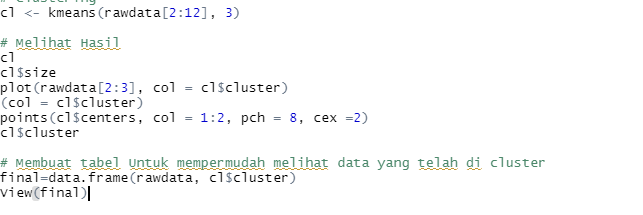 # Clustering
cl <- kmeans(rawdata[2:12], 3)
# Melihat Hasil
cl
cl$size
plot(rawdata[2:3], col = cl$cluster)
(col = cl$cluster)
points(cl$centers, col = 1:2, pch = 8, cex =2)
cl$cluster
# Membuat tabel Untuk mempermudah melihat data yang telah di cluster
final=data.frame(rawdata, cl$cluster)
View(final)